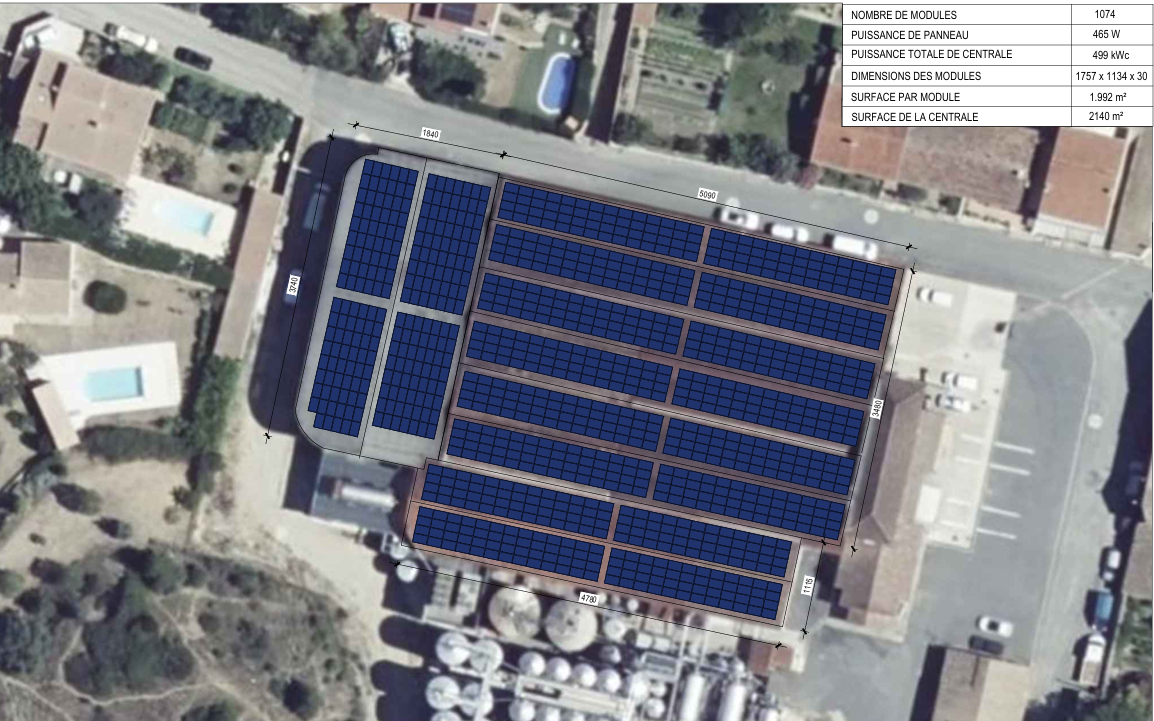 NOMBRE DE MODULES 1074
PUISSANCE DE PANNEAU 465 W
PUISSANCE TOTALE DE CENTRALE 499 kWc
DIMENSIONS DES MODULES 1757 x 1134 x 30
SURFACE PAR MODULE 1.992 m²
SURFACE DE LA CENTRALE 2140 m²
1840
5090
3740
3480
1115
4780